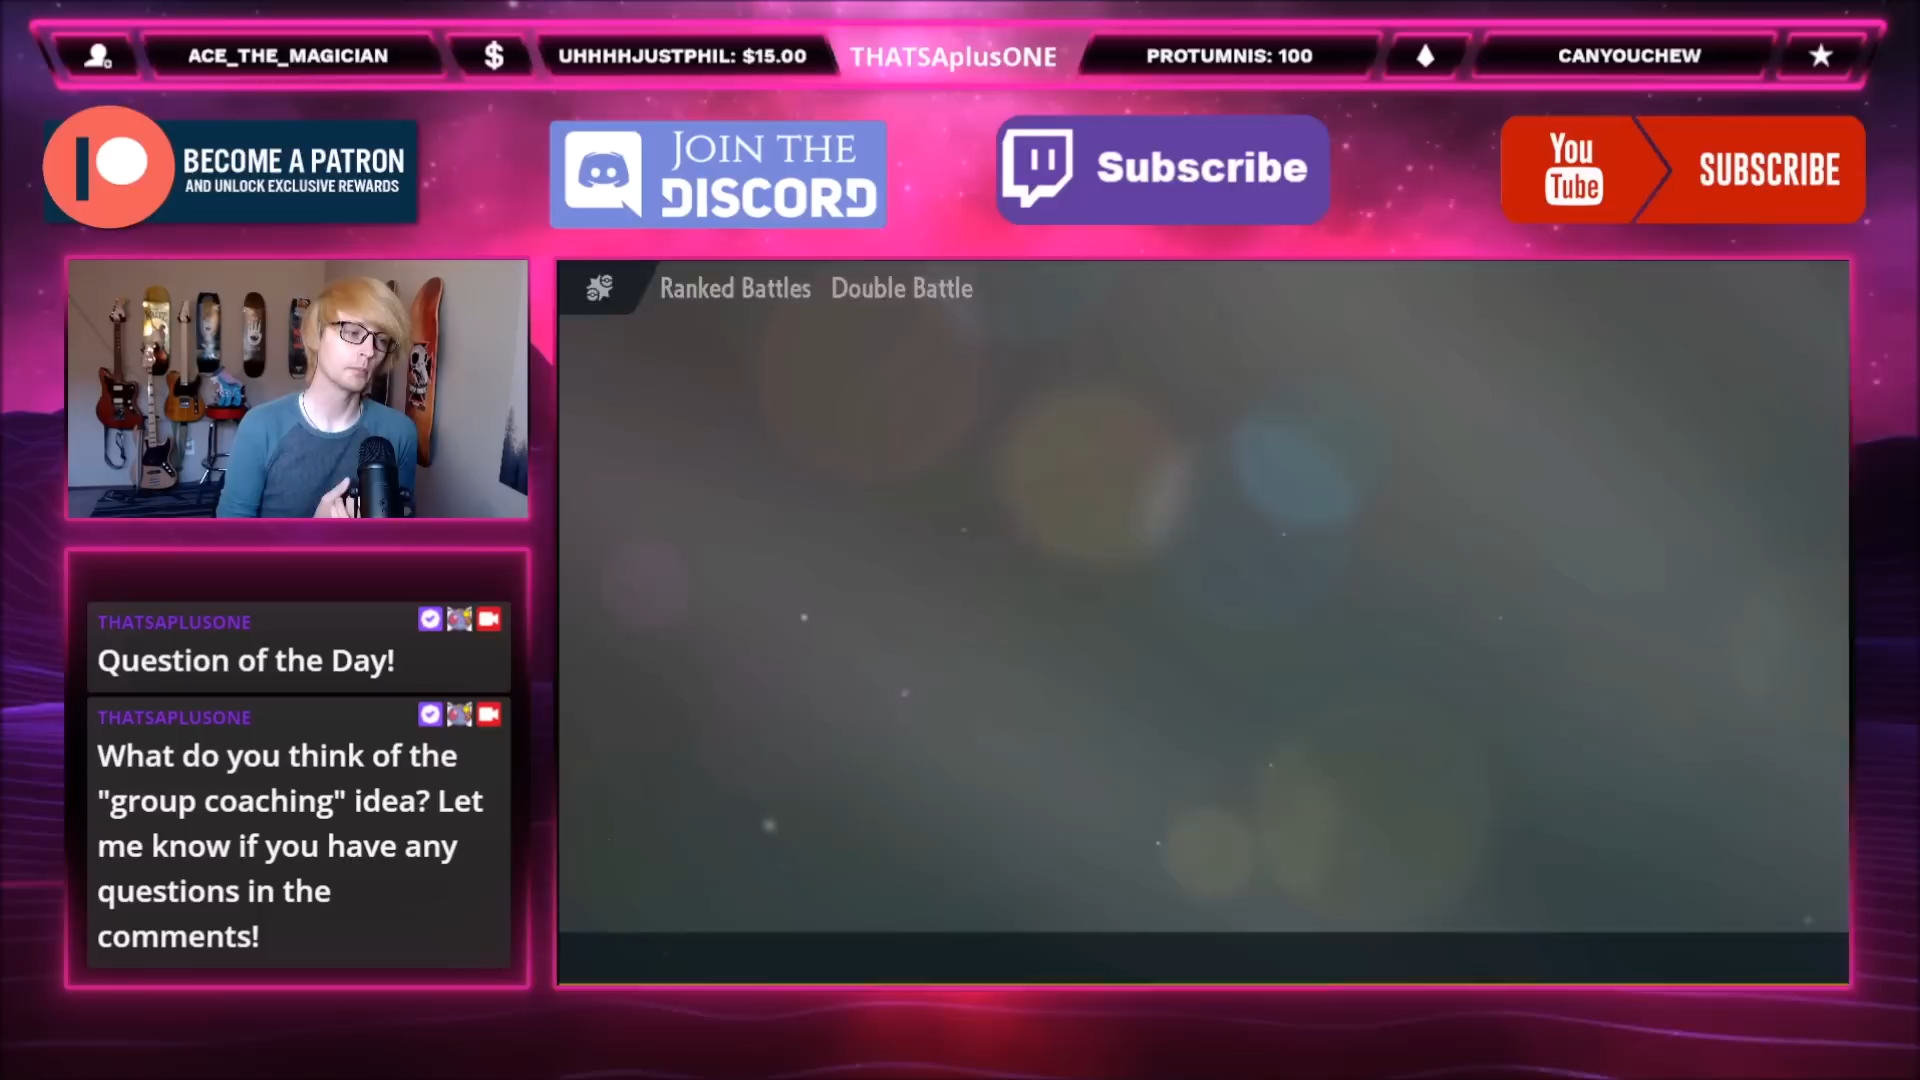 ACE_THE_MAGICIAN
$
UHHHHJUSTPHIL: $15.00
THATSAplusONE
PROTUMNIS: 100
CANYOUCHEW
BECOME A PATRON
AND UNLOCK EXCLUSIVE REWARDS
JOIN THE
DISCORD
Subscribe
You
Tube
SUBSCRIBE
Ranked Battles Double Battle
THATSAPLUSONE
Question of the Day!
THATSAPLUSONE
What do you think of the
"group coaching" idea? Let
me know if you have any
questions in the
comments!